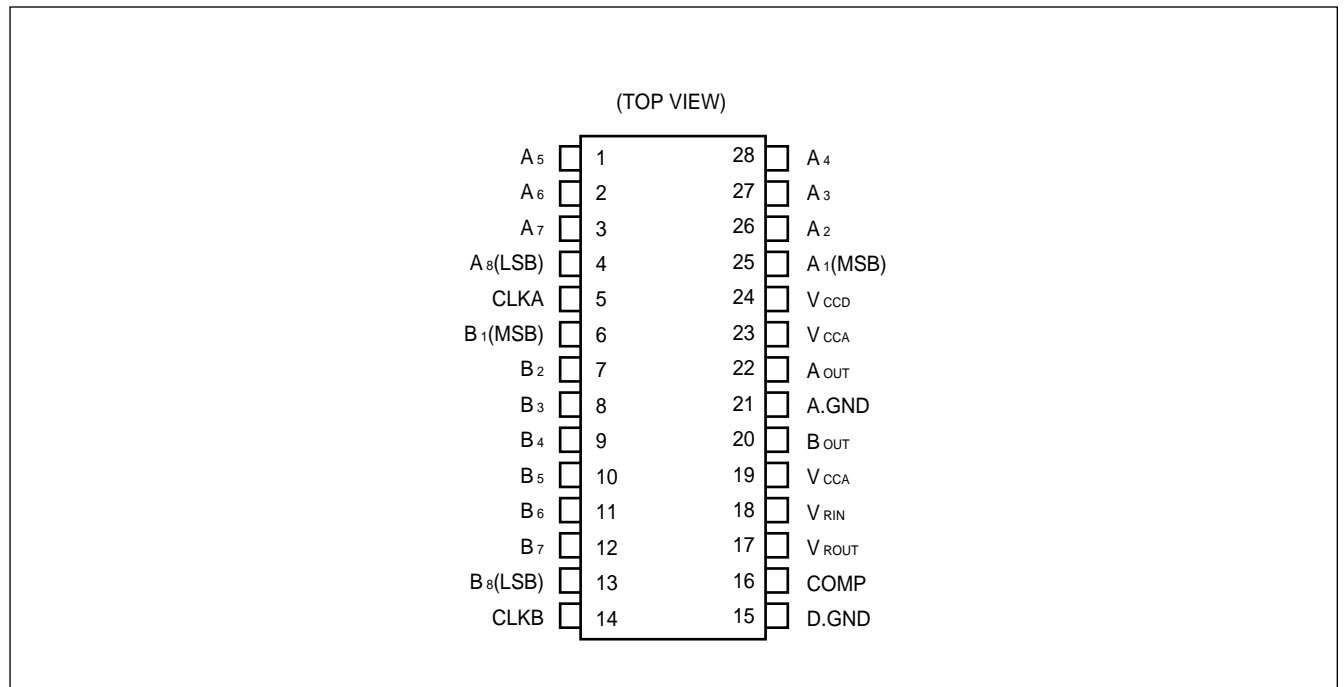 (TOP VIEW)
A5 1 28 A4
A6 2 27 A3
A7 3 26 A2
A8(LSB) 4 25 A1(MSB)
CLKA 5 24 VCCD
B1(MSB) 6 23 VCCA
B2 7 22 AOUT
B3 8 21 A.GND
B4 9 20 BOUT
B5 10 19 VCCA
B6 11 18 VRIN
B7 12 17 VROUT
B8(LSB) 13 16 COMP
CLKB 14 15 D.GND